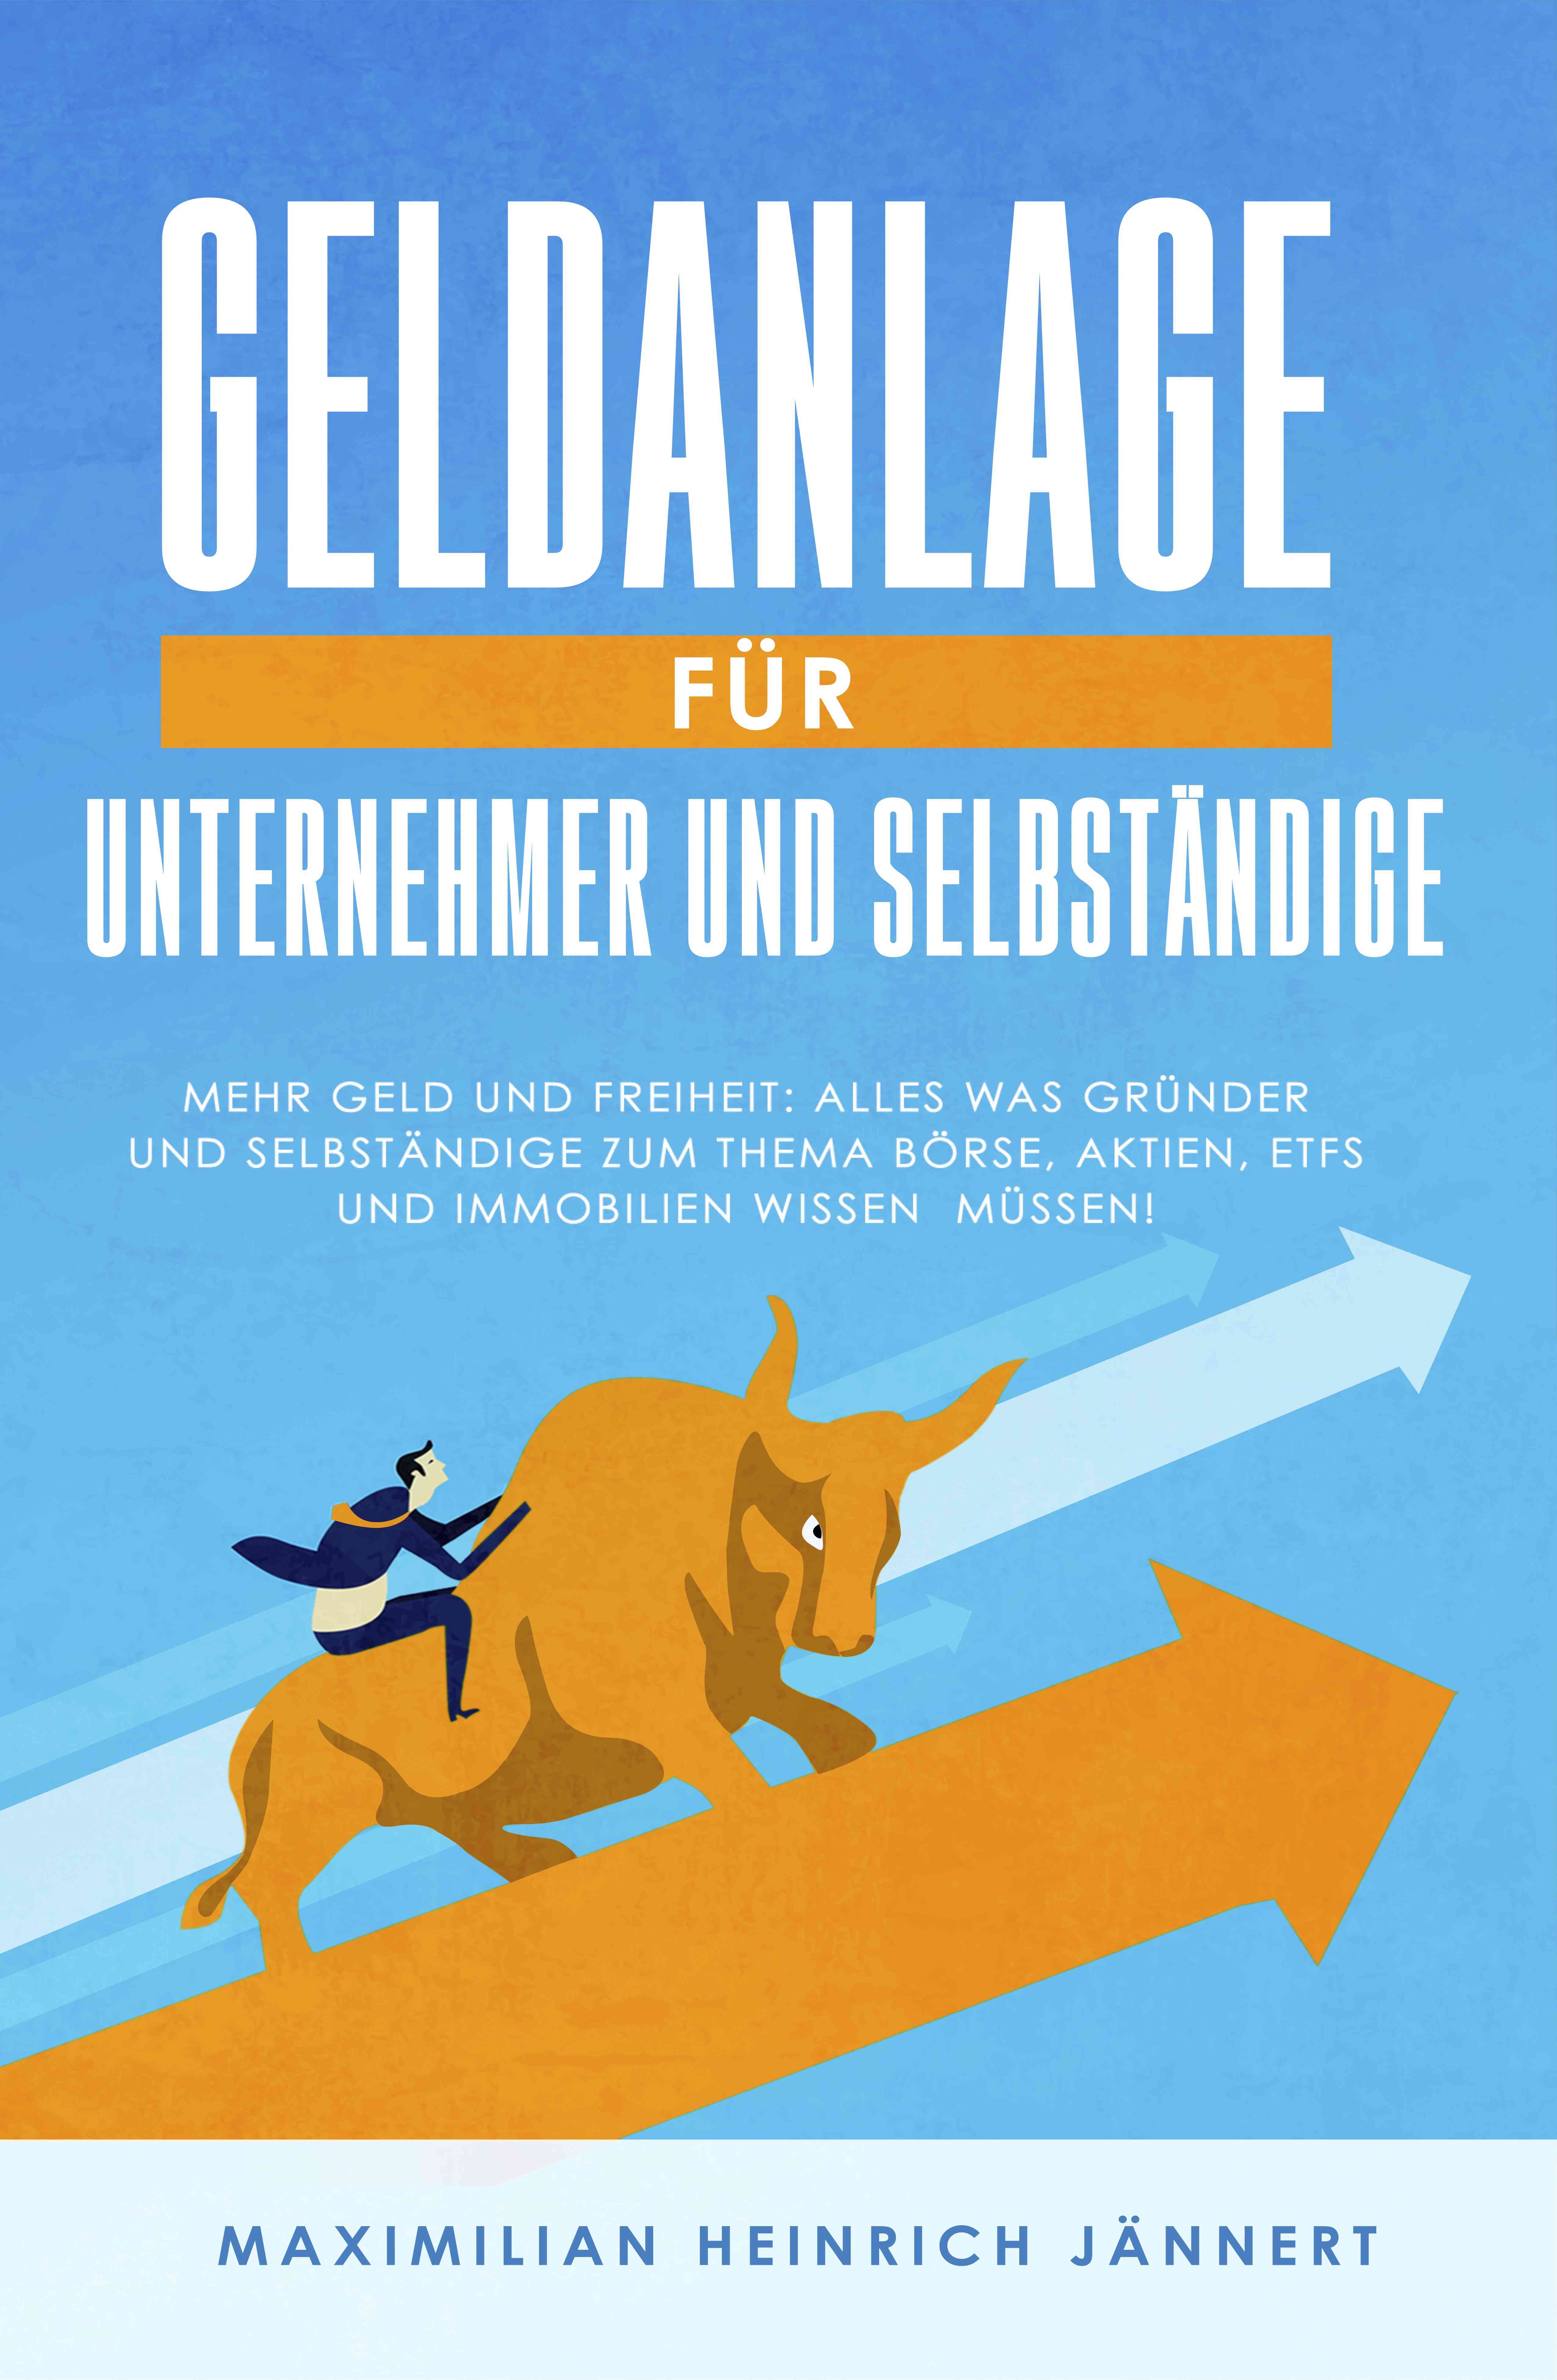 GELDANLAGE
FÜR
UNTERNEHMER UND SELBSTÄNDIGE
MEHR GELD UND FREIHEIT: ALLES WAS GRÜNDER
UND SELBSTÄNDIGE ZUM THEMA BÖRSE, AKTIEN, ETFS
UND IMMOBILIEN WISSEN MÜSSEN!
MAXIMILIAN HEINRICH JÄNNERT